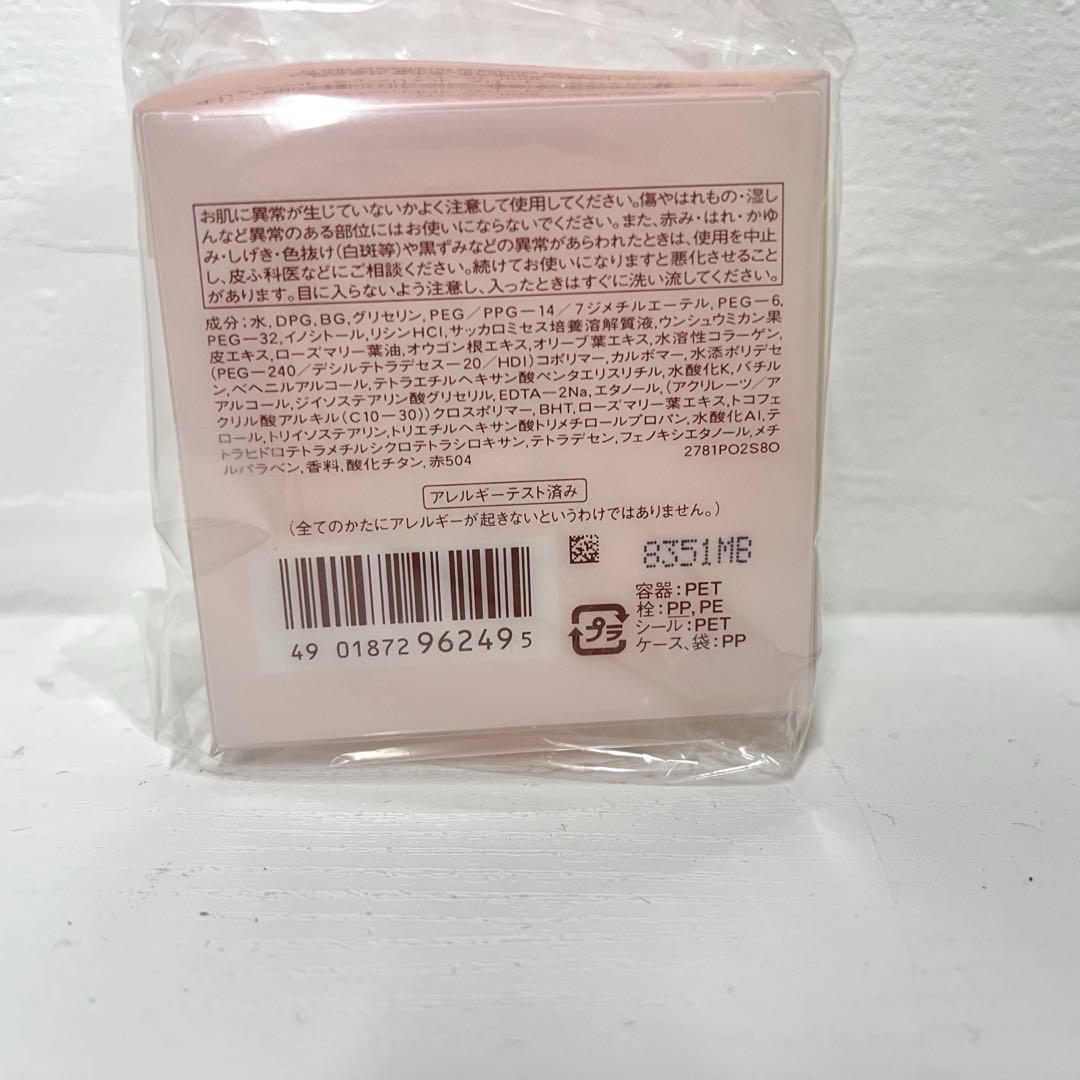 お肌に異常が生じていないかよく注意して使用してください。傷やはれもの・湿し
んなど異常のある部位にはお使いにならないでください。また、赤み・はれ・かゆ
み・しげき・色抜け(白斑等)や黒ずみなどの異常があらわれたときは、使用を中止
し、皮ふ科医などにご相談ください。続けてお使いになりますと悪化させること
があります。目に入らないよう注意し、入ったときはすぐに洗い流してください。
成分:水,DPG,BG,グリセリン,PEG/PPG-14/7ジメチルエーテル,PEG-6,
PEG-32,イノシトール,リシンHCl,サッカロミセス培養溶解質液,ウンシュウミカン果
皮エキス,ローズマリー葉油,オウゴン根エキス,オリーブ葉エキス,水溶性コラーゲン,
(PEG-240/デシルテトラデセス-20/HDI)コポリマー,カルボマー,水添ポリデセ
ン,ベヘニルアルコール,テトラエチルヘキサン酸ペンタエリスリチル,水酸化K,バチル
アルコール,ジイソステアリン酸グリセリル,EDTA-2Na,エタノール,(アクリレーツ/ア
クリル酸アルキル(C10-30))クロスポリマー,BHT,ローズマリー葉エキス,トコフェ
ロール,トリイソステアリン,トリエチルヘキサン酸トリメチロールプロパン,水酸化Al,テ
トラヒドロテトラメチルシクロテトラシロキサン,テトラデセン,フェノキシエタノール,メチ
ルパラベン,香料,酸化チタン,赤504 2781PO2S8O
アレルギーテスト済み
(全てのかたにアレルギーが起きないというわけではありません。)
8351MB
容器:PET
栓:PP,PE
シール:PET
ケース、袋:PP
プラ
49 01872 962495